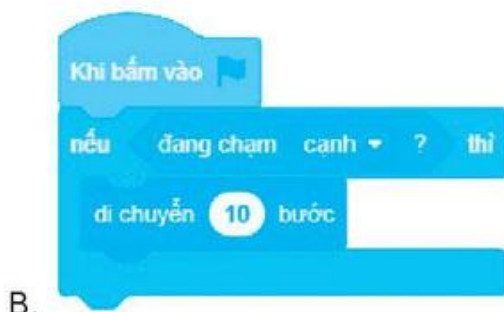 Khi bấm vào
nếu đang chạm cạnh ? thì
di chuyển 10 bước
B.